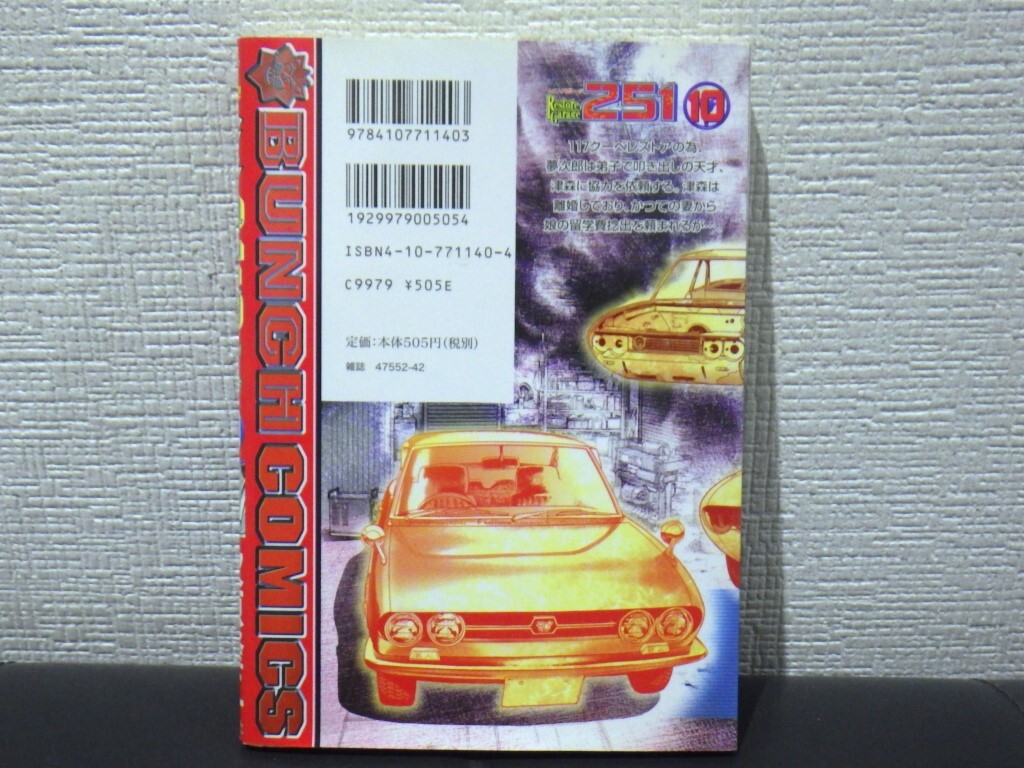 BUNCH COMICS
9784107711403
1929979005054
ISBN4-10-771140-4
C9979 ¥505E
定価:本体505円(税別)
雑誌 47552-42
Restore Garage 251 10
117クーペレストアの為、
夢次郎は弟子で叩き出しの天才、
津森に協力を依頼する。津森は
離婚しており、かつての妻から
娘の留学費捻出を頼まれるが…